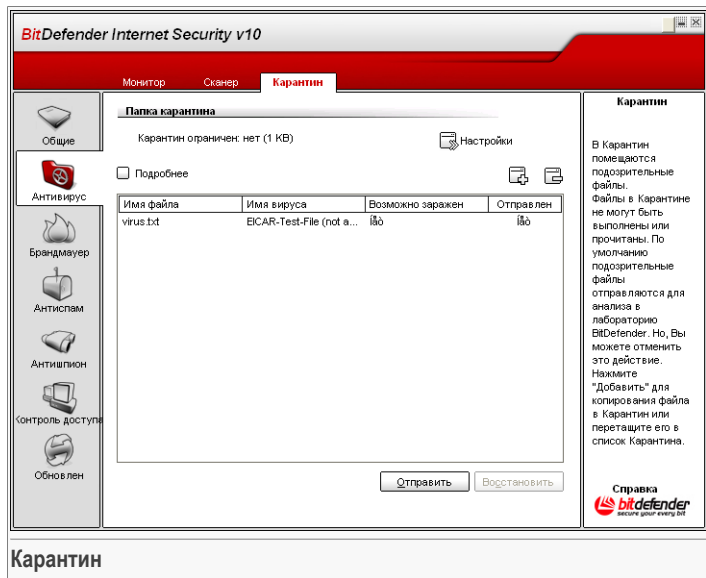 BitDefender Internet Security v10
Монитор Сканер Карантин
Общие
Антивирус
Брандмауер
Антиспам
Антишпион
Контроль доступа
Обновлен
Папка карантина
Карантин ограничен: нет (1 KB)
Настройки
Подробнее
Имя файла Имя вируса Возможно заражен Отправлен
virus.txt EICAR-Test-File (not a... Íåò Íåò
Отправить Восстановить
Карантин
В Карантин
помещаются
подозрительные
файлы.
Файлы в Карантине
не могут быть
выполнены или
прочитаны. По
умолчанию
подозрительные
файлы
отправляются для
анализа в
лабораторию
BitDefender. Но, Вы
можете отменить
это действие.
Нажмите
"Добавить" для
копирования файла
в Карантин или
перетащите его в
список Карантина.
Справка
bitdefender
secure your every bit
Карантин